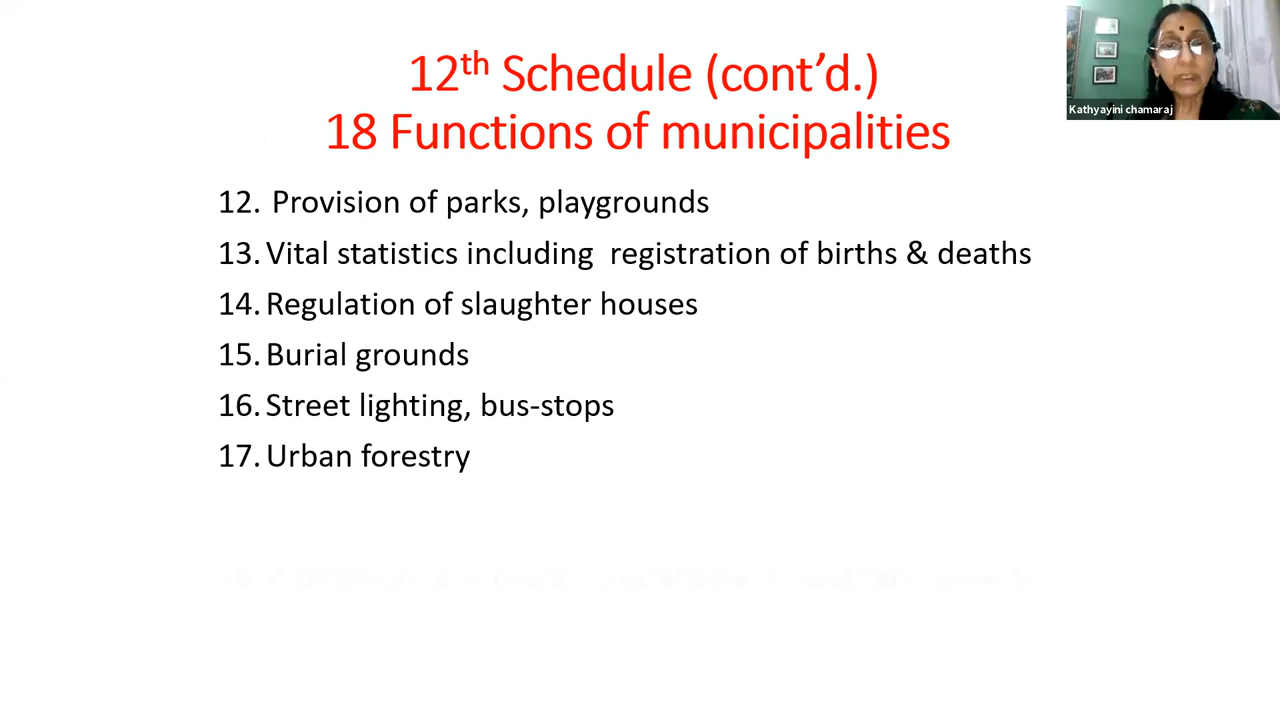 12th Schedule (cont’d.)
18 Functions of municipalities
Kathyayini chamaraj
12. Provision of parks, playgrounds
13. Vital statistics including registration of births & deaths
14. Regulation of slaughter houses
15. Burial grounds
16. Street lighting, bus-stops
17. Urban forestry